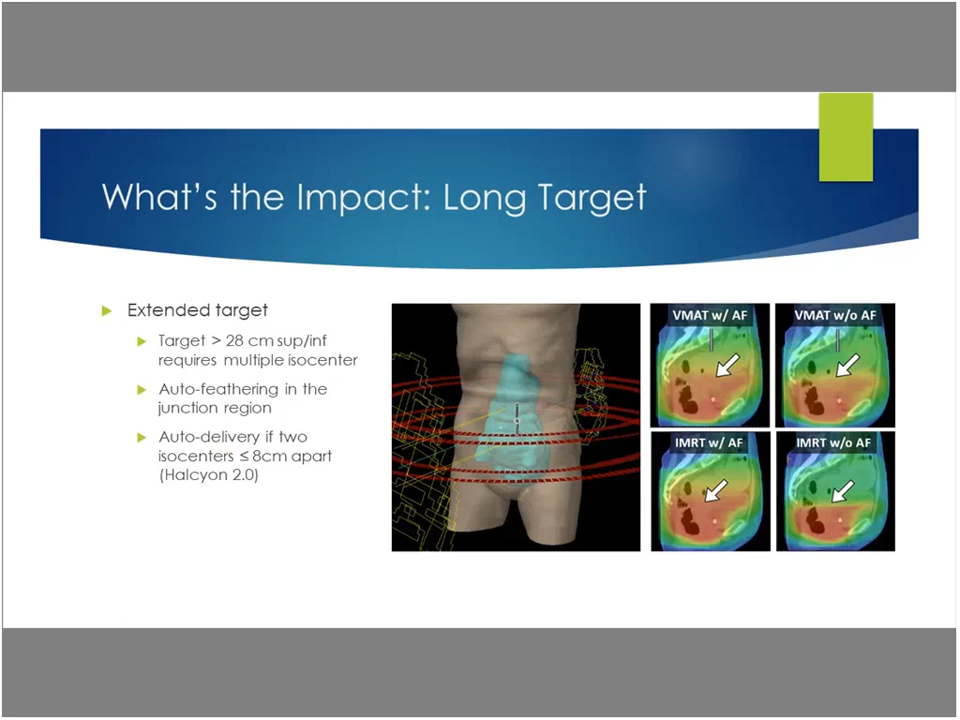 What's the Impact: Long Target
Extended target
Target > 28 cm sup/inf
requires multiple isocenter
Auto-feathering in the
junction region
Auto-delivery if two
isocenters ≤ 8cm apart
(Halcyon 2.0)
VMAT w/ AF
VMAT w/o AF
IMRT w/ AF
IMRT w/o AF